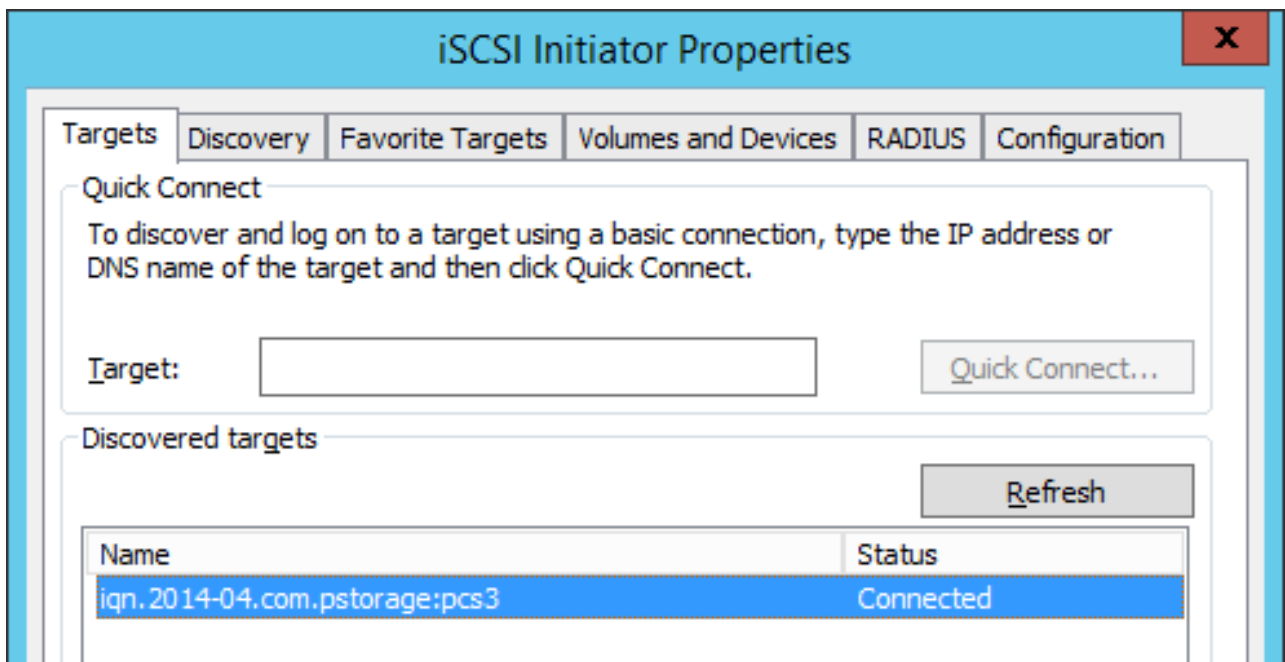 iSCSI Initiator Properties
x
Targets Discovery Favorite Targets Volumes and Devices RADIUS Configuration
Quick Connect
To discover and log on to a target using a basic connection, type the IP address or
DNS name of the target and then click Quick Connect.
Target: Quick Connect...
Discovered targets
Refresh
Name Status
iqn.2014-04.com.pstorage:pcs3 Connected